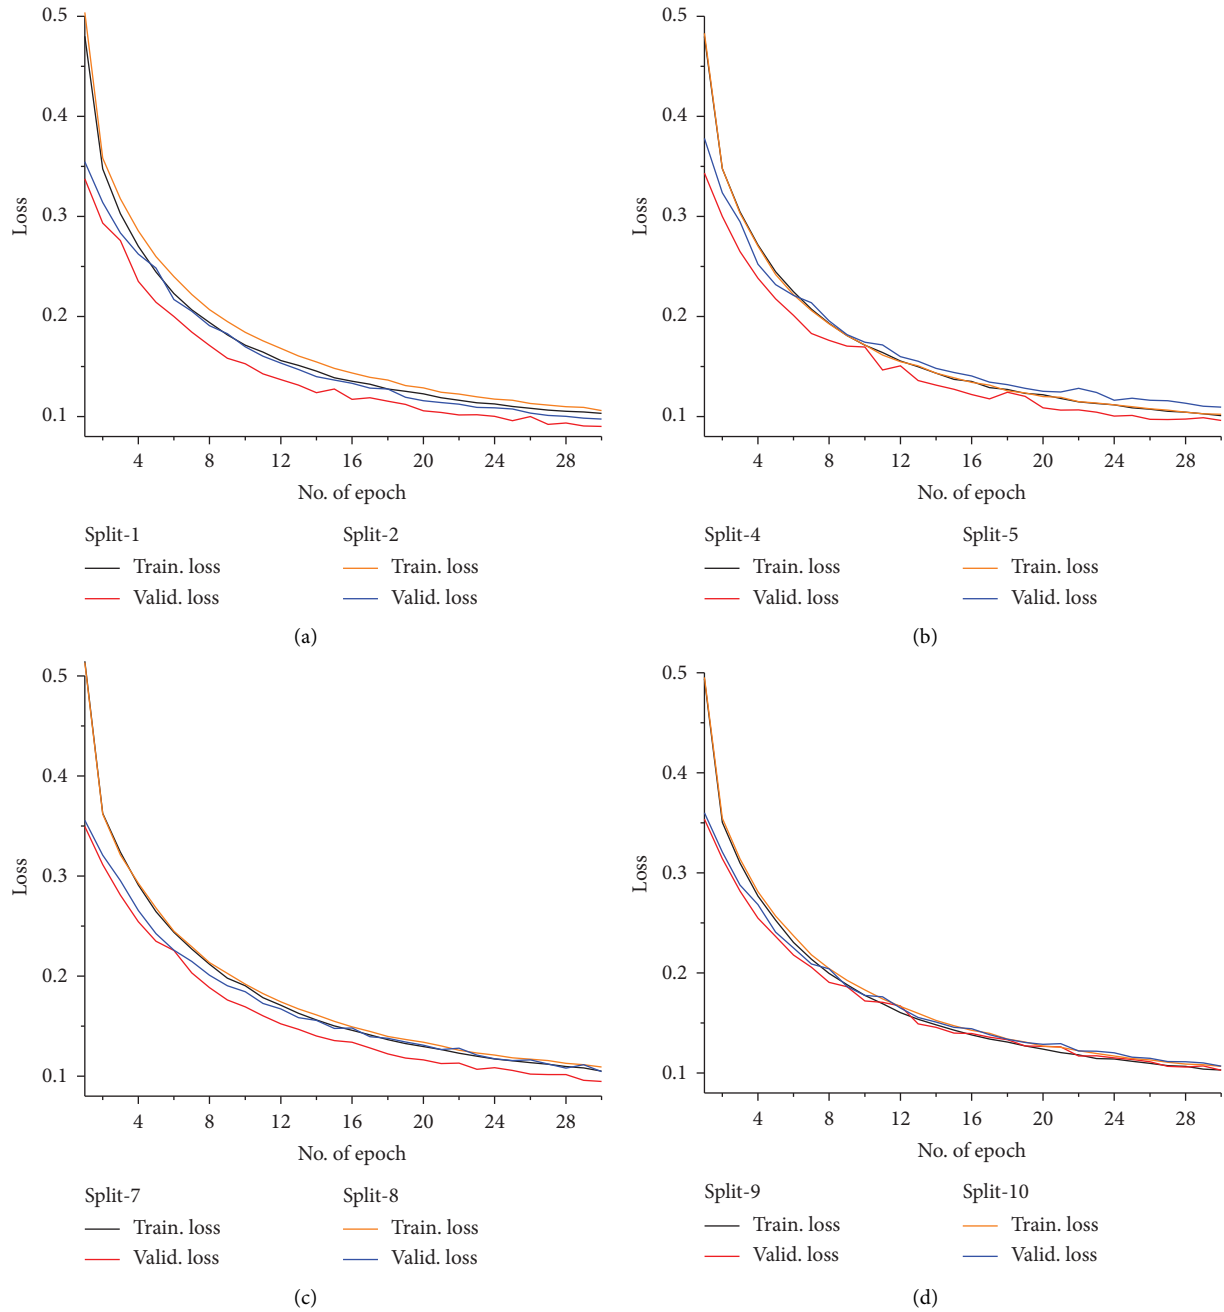 0.5
0.4
0.3
0.2
0.1
Loss
4 8 12 16 20 24 28
No. of epoch
Split-1 Split-2
Train. loss Train. loss
Valid. loss Valid. loss
(a)
0.5
0.4
0.3
0.2
0.1
Loss
4 8 12 16 20 24 28
No. of epoch
Split-4 Split-5
Train. loss Train. loss
Valid. loss Valid. loss
(b)
0.5
0.4
0.3
0.2
0.1
Loss
4 8 12 16 20 24 28
No. of epoch
Split-7 Split-8
Train. loss Train. loss
Valid. loss Valid. loss
(c)
0.5
0.4
0.3
0.2
0.1
Loss
4 8 12 16 20 24 28
No. of epoch
Split-9 Split-10
Train. loss Train. loss
Valid. loss Valid. loss
(d)